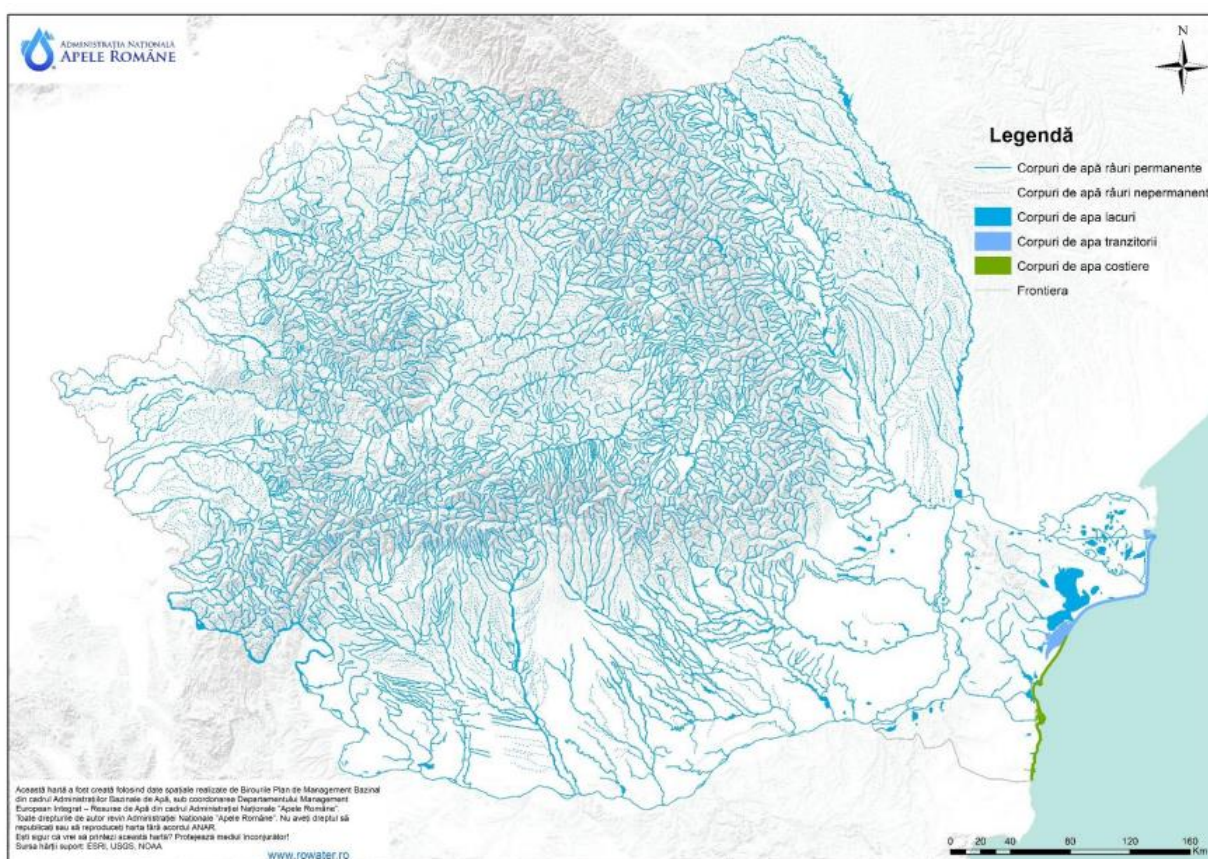 ADMINISTRAȚIA NAȚIONALĂ
APELE ROMÂNE
N
Legendă
Corpuri de apă râuri permanente
Corpuri de apă râuri nepermanent
Corpuri de apa lacuri
Corpuri de apa tranzitorii
Corpuri de apa costiere
Frontiera
Această hartă a fost creată folosind date spațiale realizate de Birourile Plan de Management Bazinal
din cadrul Administrațiilor Bazinale de Apă, sub coordonarea Departamentului Management
European Integrat – Resurse de Apă din cadrul Administrației Naționale "Apele Române".
Toate drepturile de autor revin Administrației Naționale "Apele Române". Nu aveți dreptul să
republicați sau să reproduceți harta fără acordul ANAR.
Ești sigur că vrei să printezi această hartă? Protejează mediul înconjurător!
Sursa hărții suport: ESRI, USGS, NOAA
www.rowater.ro
0 20 40 80 120 160
Km